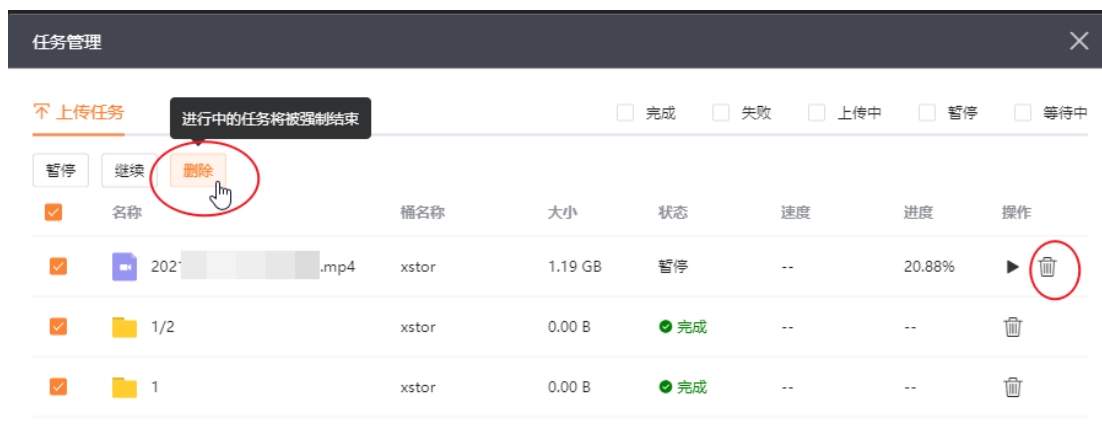 任务管理
上传任务
进行中的任务将被强制结束
完成 失败 上传中 暂停 等待中
暂停 继续 删除
名称 桶名称 大小 状态 速度 进度 操作
202 .mp4 xstor 1.19 GB 暂停 -- 20.88%
1/2 xstor 0.00 B 完成 -- --
1 xstor 0.00 B 完成 -- --